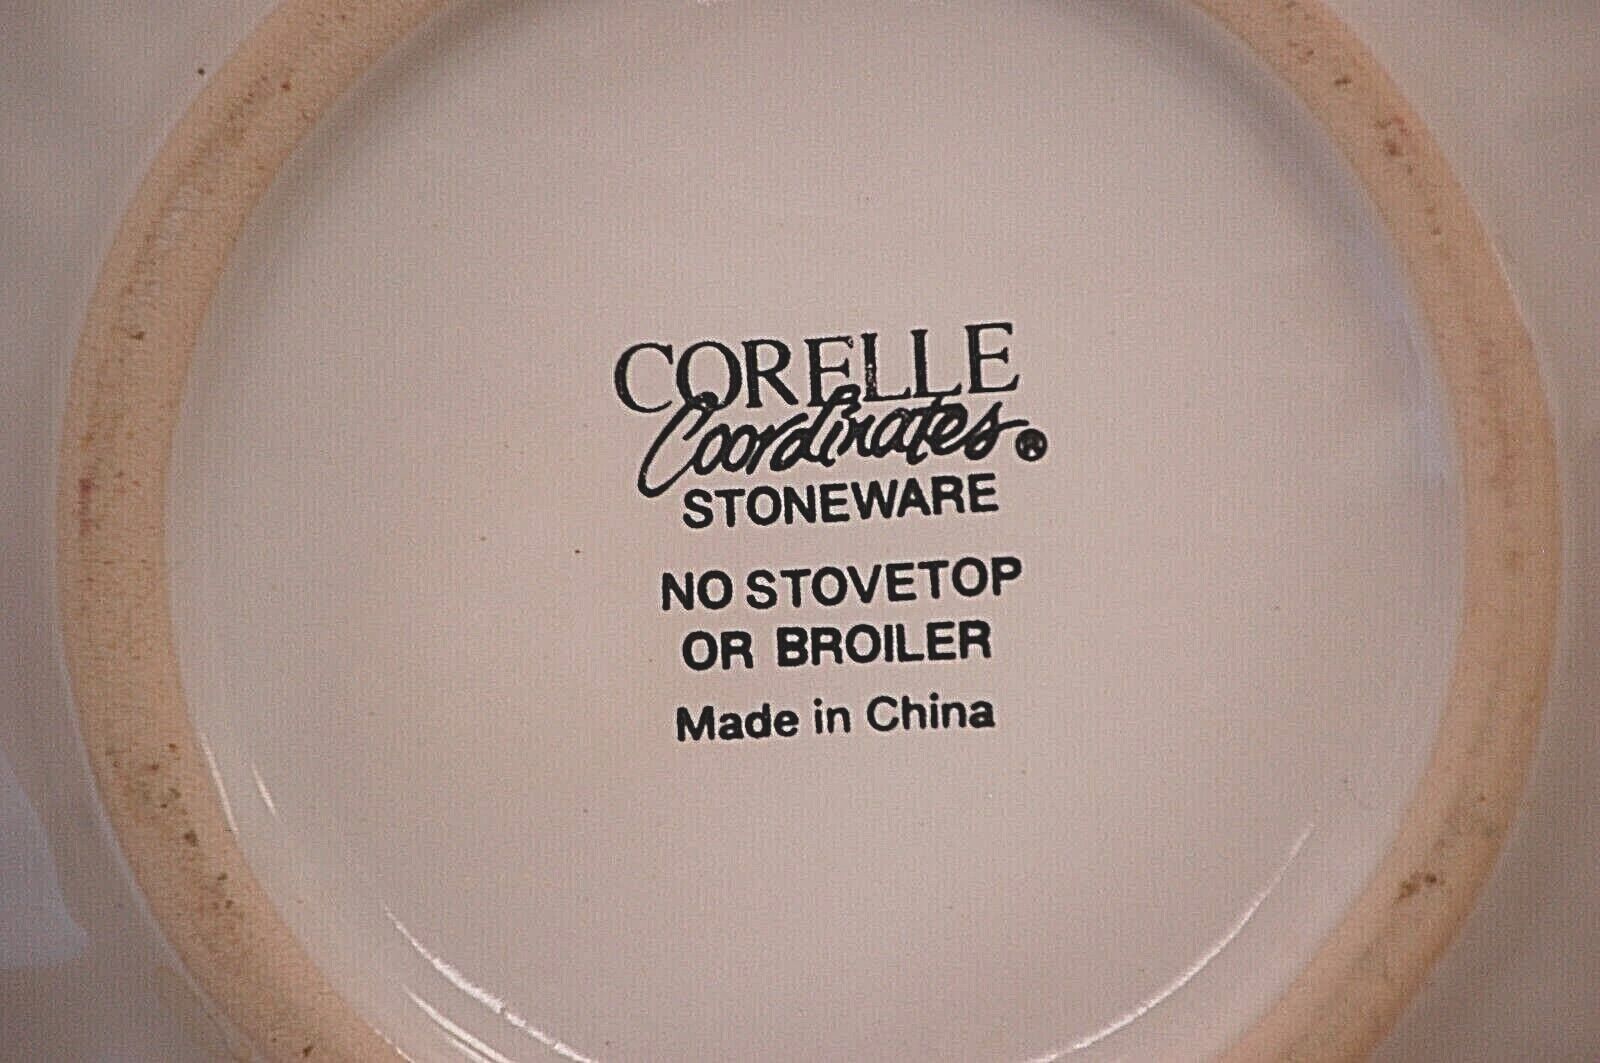 CORELLE
Coordinates®
STONEWARE
NO STOVETOP
OR BROILER
Made in China